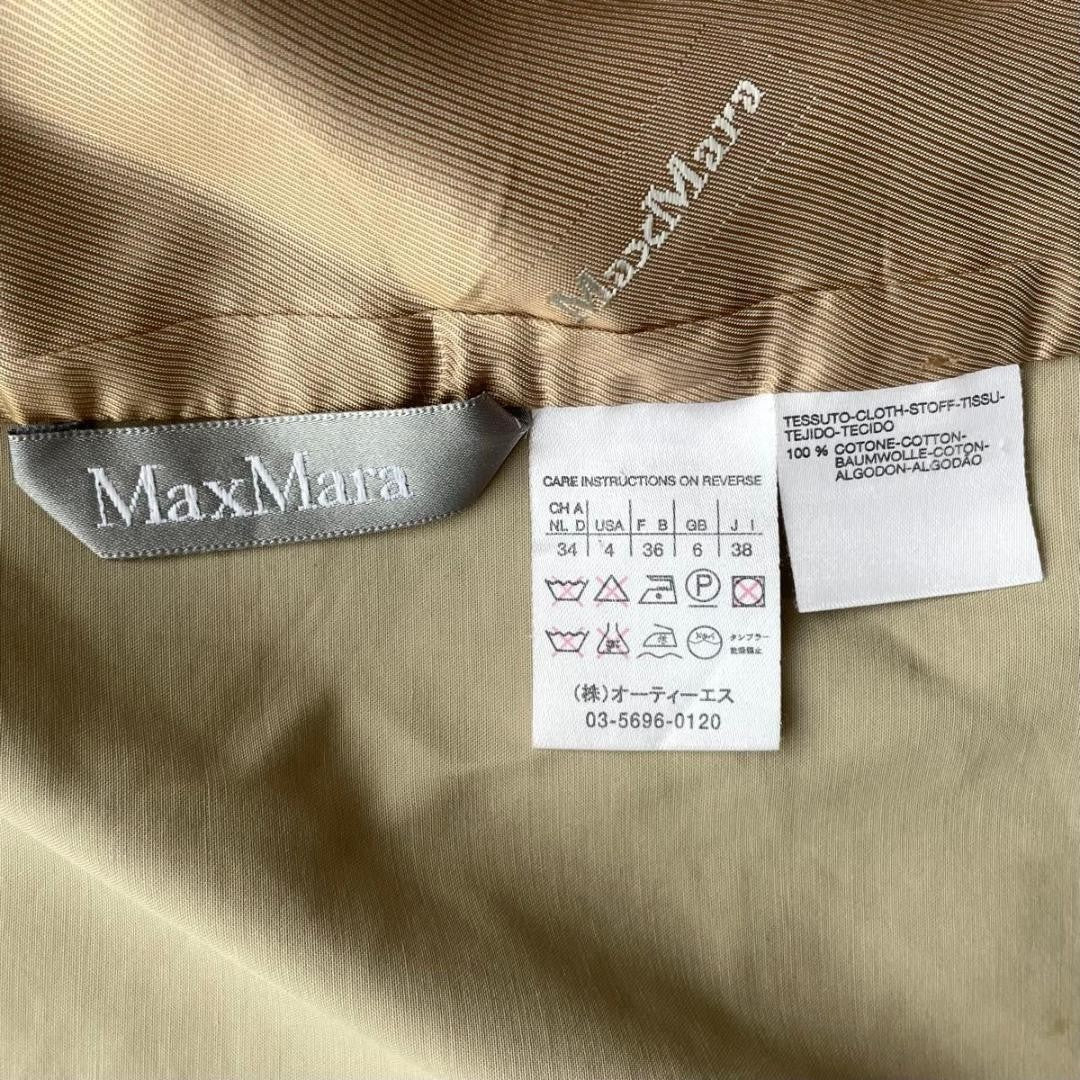 MaxMara
MaxMara
CARE INSTRUCTIONS ON REVERSE
CH A
NL D USA F B GB J I
34 4 36 6 38
P
タンブラー
乾燥禁止
(株)オーティーエス
03-5696-0120
TESSUTO-CLOTH-STOFF-TISSU-
TEJIDO-TECIDO
100 % COTONE-COTTON-
BAUMWOLLE-COTON-
ALGODON-ALGODÃO